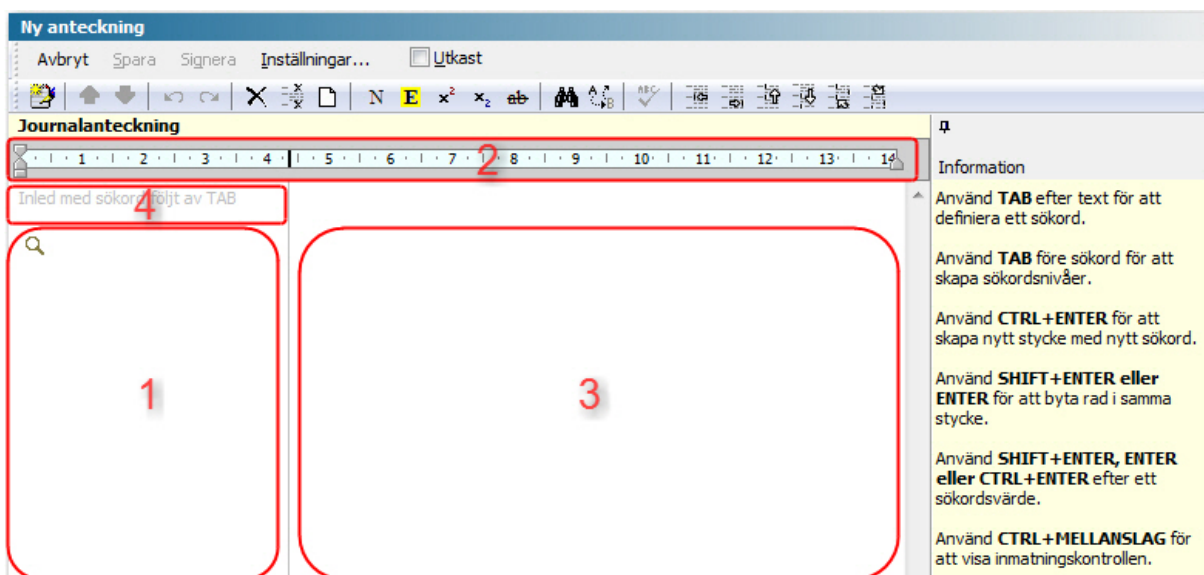 Ny anteckning
Avbryt Spara Signera Inställningar... Utkast
N E x² x₂ ab A B ABC
Journalanteckning
1 2 3 4 5 6 7 8 9 10 11 12 13 14
2
Information
Inled med sökord följt av TAB
4
1
3
Använd TAB efter text för att
definiera ett sökord.
Använd TAB före sökord för att
skapa sökordsnivåer.
Använd CTRL+ENTER för att
skapa nytt stycke med nytt sökord.
Använd SHIFT+ENTER eller
ENTER för att byta rad i samma
stycke.
Använd SHIFT+ENTER, ENTER
eller CTRL+ENTER efter ett
sökordsvärde.
Använd CTRL+MELLANSLAG för
att visa inmatningskontrollen.